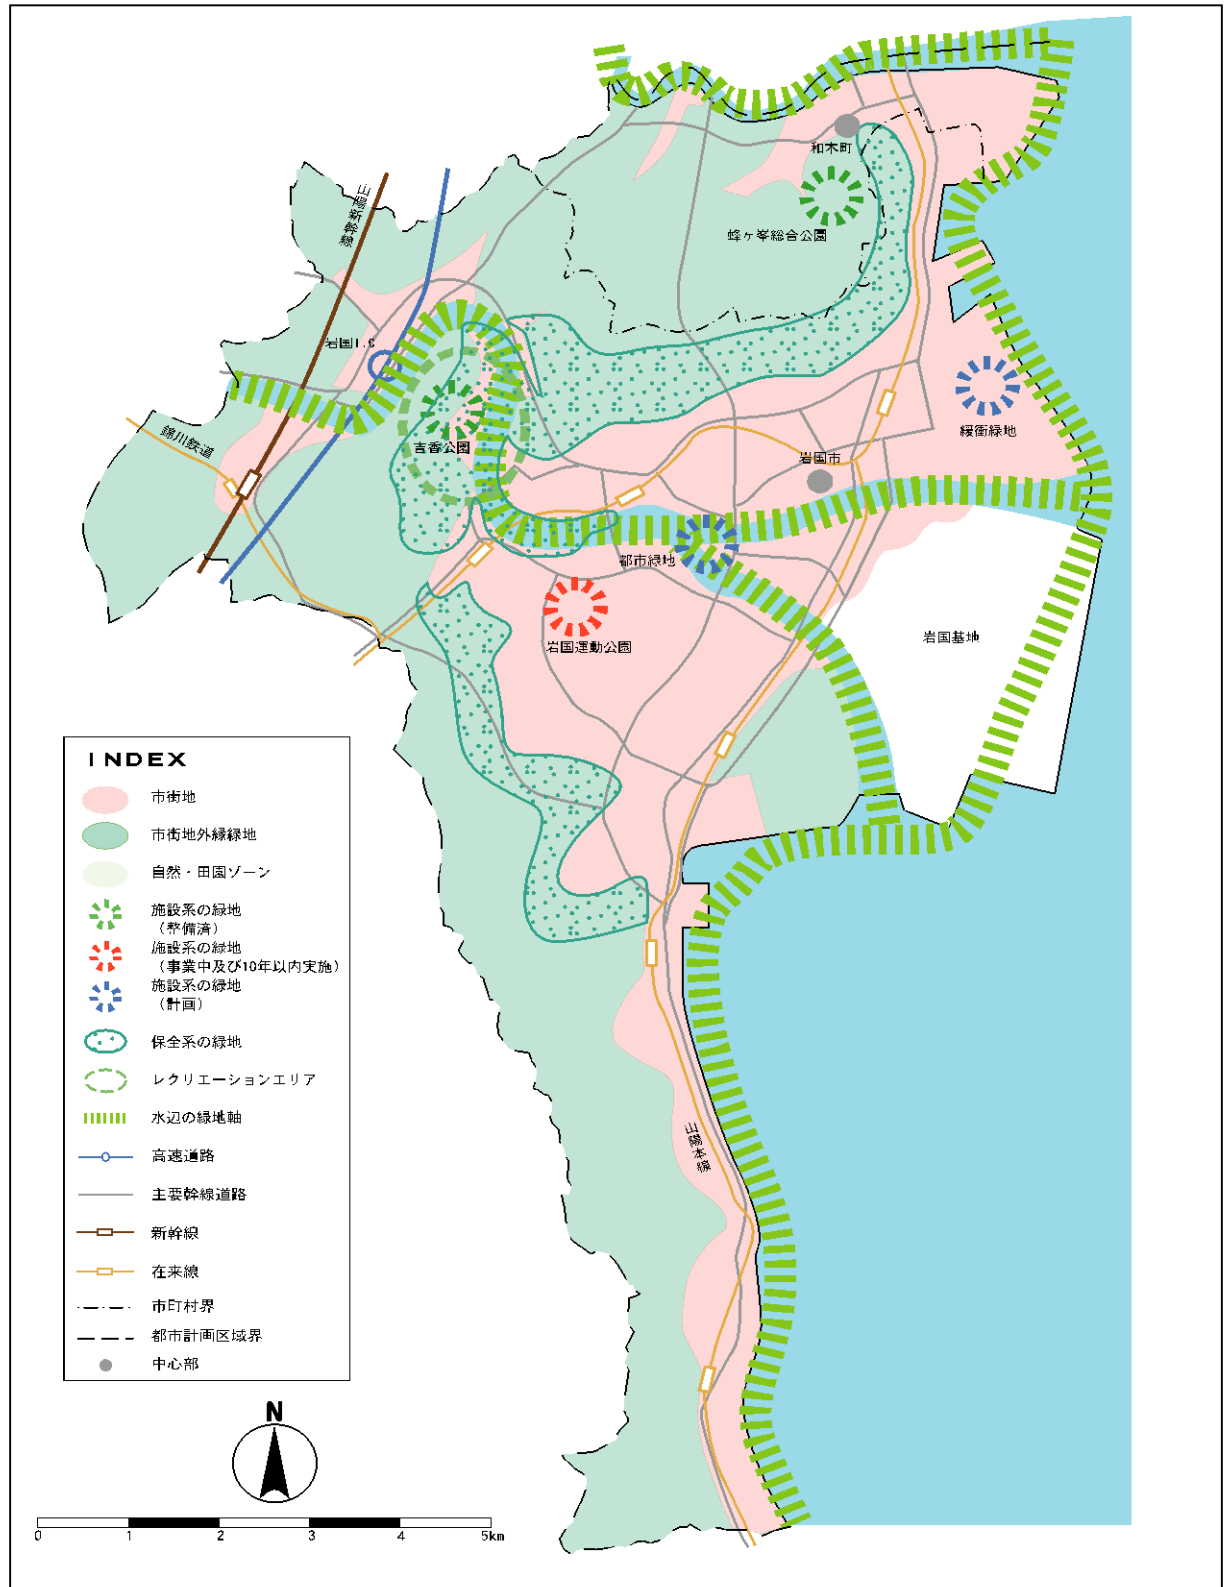 和木町
蜂ヶ峯総合公園
山陽新幹線
岩国I.C
錦川鉄道
吉香公園
緩衝緑地
岩国市
都市緑地
岩国運動公園
岩国基地
山陽本線
INDEX
市街地
市街地外縁緑地
自然・田園ゾーン
施設系の緑地
(整備済)
施設系の緑地
(事業中及び10年以内実施)
施設系の緑地
(計画)
保全系の緑地
レクリエーションエリア
水辺の緑地軸
高速道路
主要幹線道路
新幹線
在来線
市町村界
都市計画区域界
中心部
N
0 1 2 3 4 5km